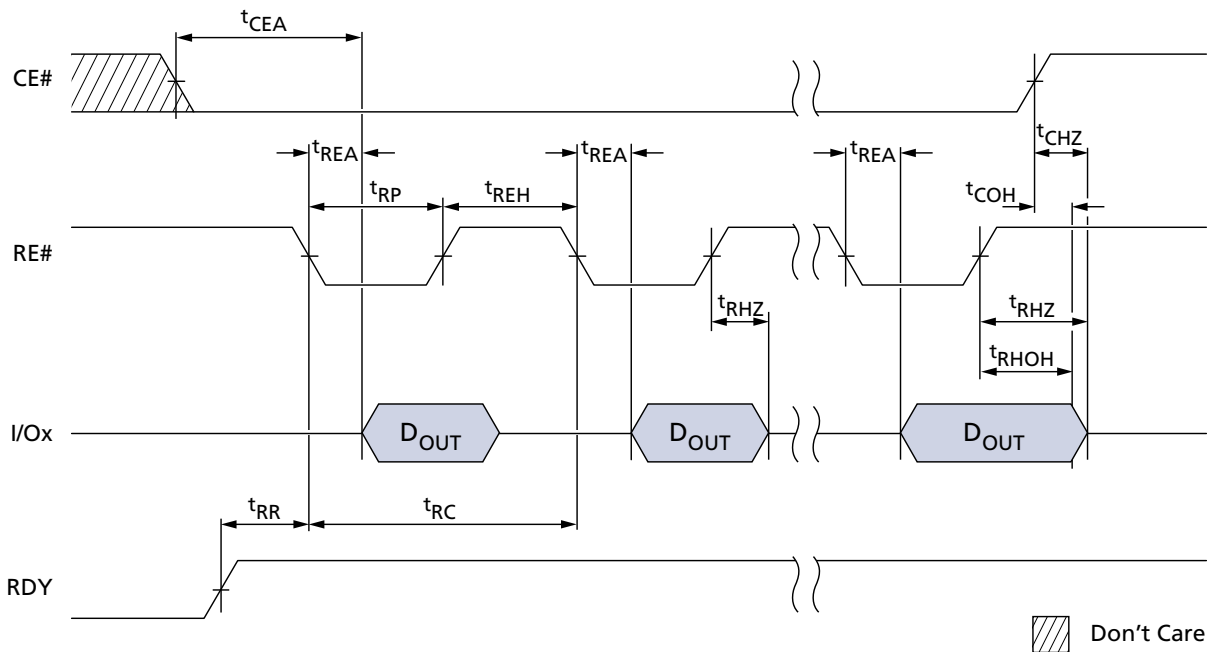 tCEA
CE#
tCHZ
tREA
tREA
tREA
tRP
tREH
tCOH
RE#
tRHZ
tRHZ
tRHOH
I/Ox
DOUT
DOUT
DOUT
tRR
tRC
RDY
Don't Care